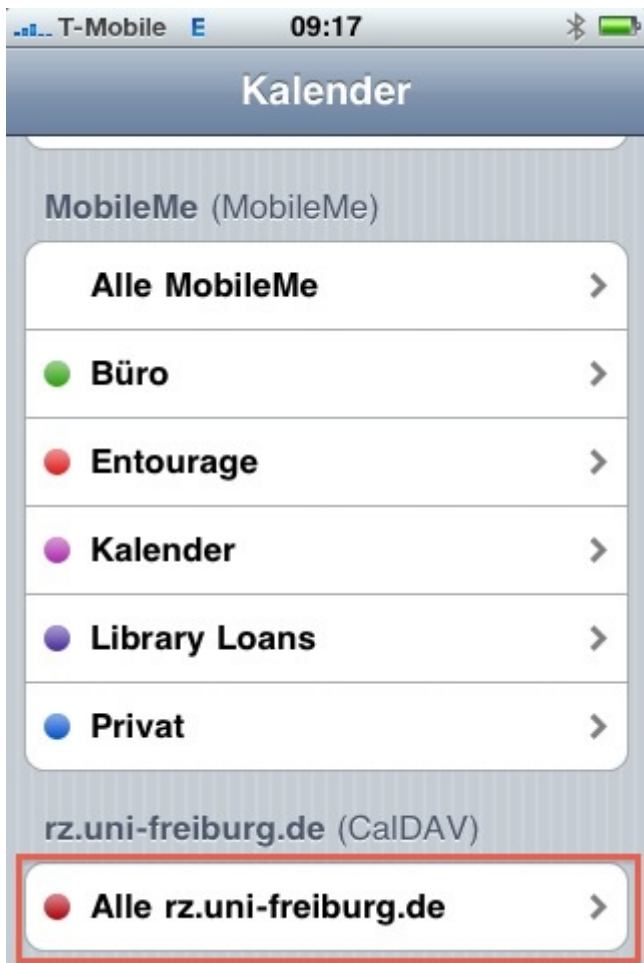 T-Mobile E 09:17
Kalender
MobileMe (MobileMe)
Alle MobileMe
Büro
Entourage
Kalender
Library Loans
Privat
rz.uni-freiburg.de (CalDAV)
Alle rz.uni-freiburg.de